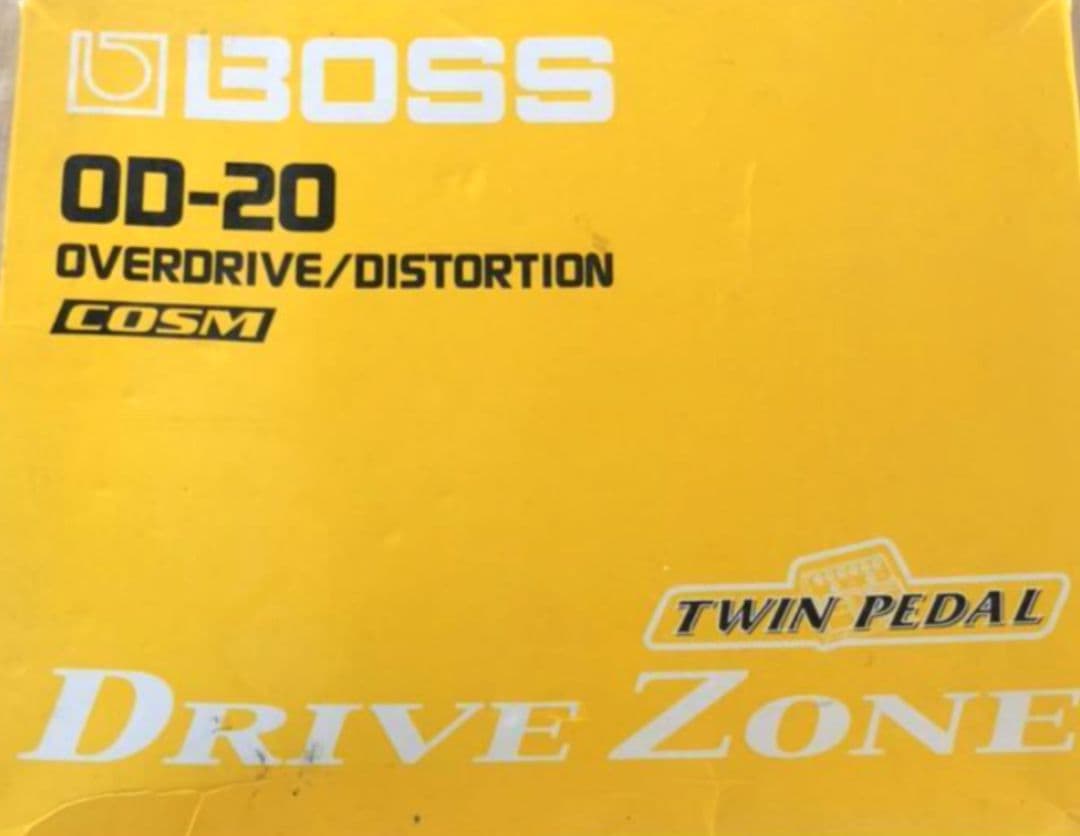 BOSS
OD-20
OVERDRIVE/DISTORTION
COSM
TWIN PEDAL
DRIVE ZONE